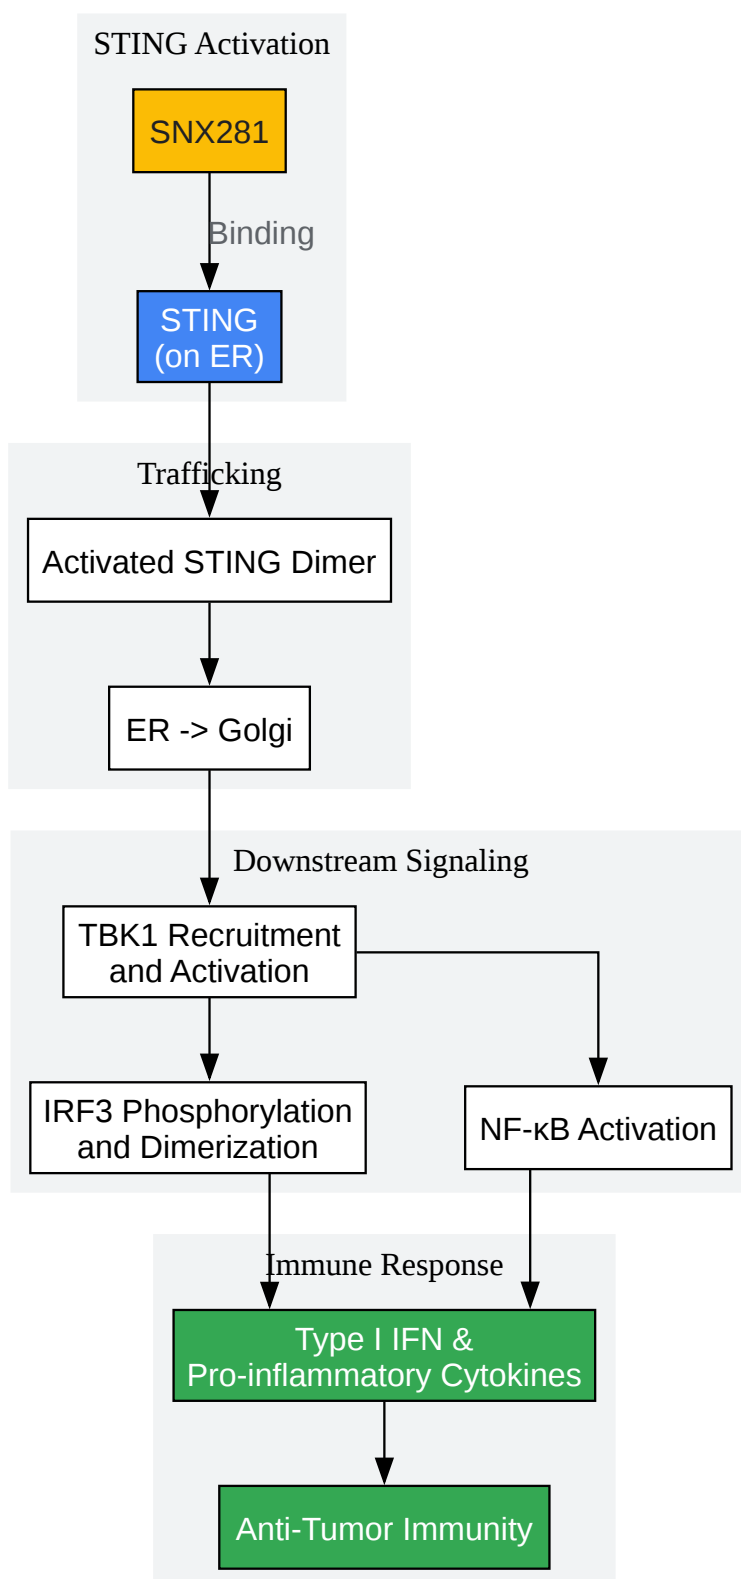 STING Activation
SNX281
Binding
STING
(on ER)
Trafficking
Activated STING Dimer
ER -> Golgi
Downstream Signaling
TBK1 Recruitment
and Activation
IRF3 Phosphorylation
and Dimerization
NF-κB Activation
Immune Response
Type I IFN &
Pro-inflammatory Cytokines
Anti-Tumor Immunity